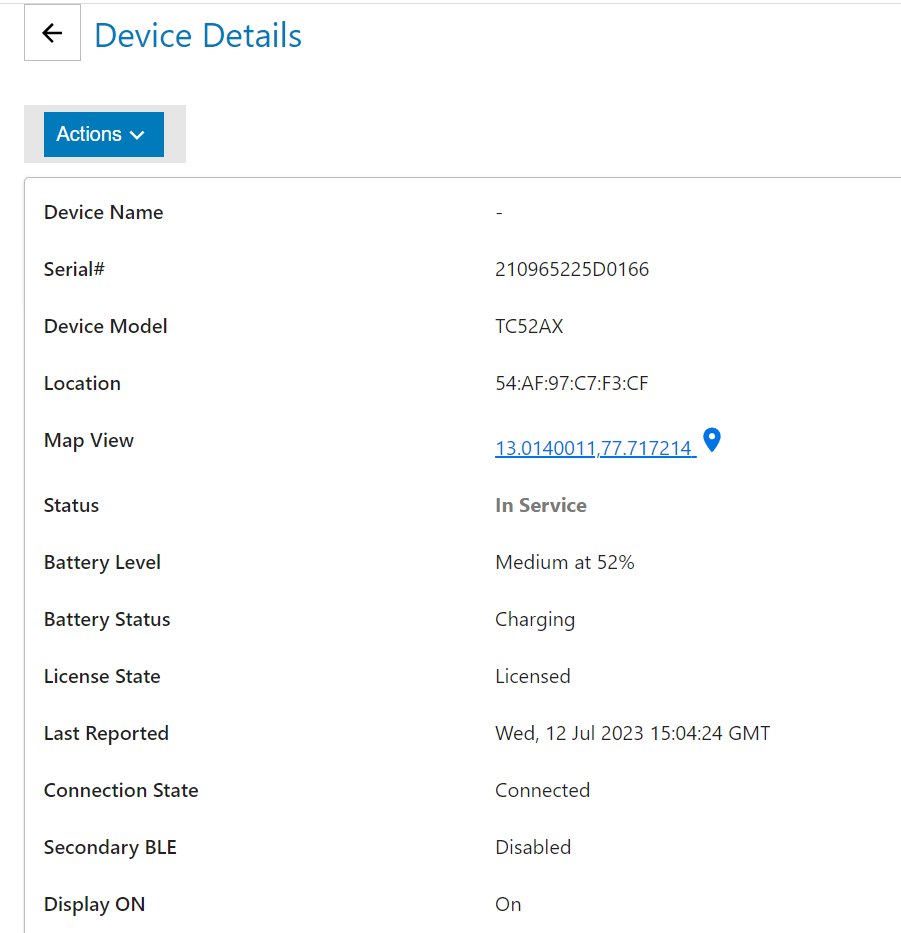 Device Details
Actions
Device Name -
Serial# 210965225D0166
Device Model TC52AX
Location 54:AF:97:C7:F3:CF
Map View 13.0140011,77.717214
Status In Service
Battery Level Medium at 52%
Battery Status Charging
License State Licensed
Last Reported Wed, 12 Jul 2023 15:04:24 GMT
Connection State Connected
Secondary BLE Disabled
Display ON On